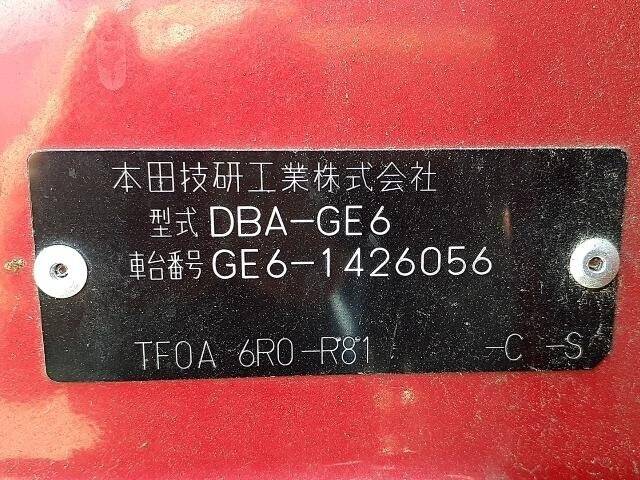 本田技研工業株式会社
型式 DBA-GE6
車台番号 GE6-1426056
TF0A 6R0-R81 -C -S